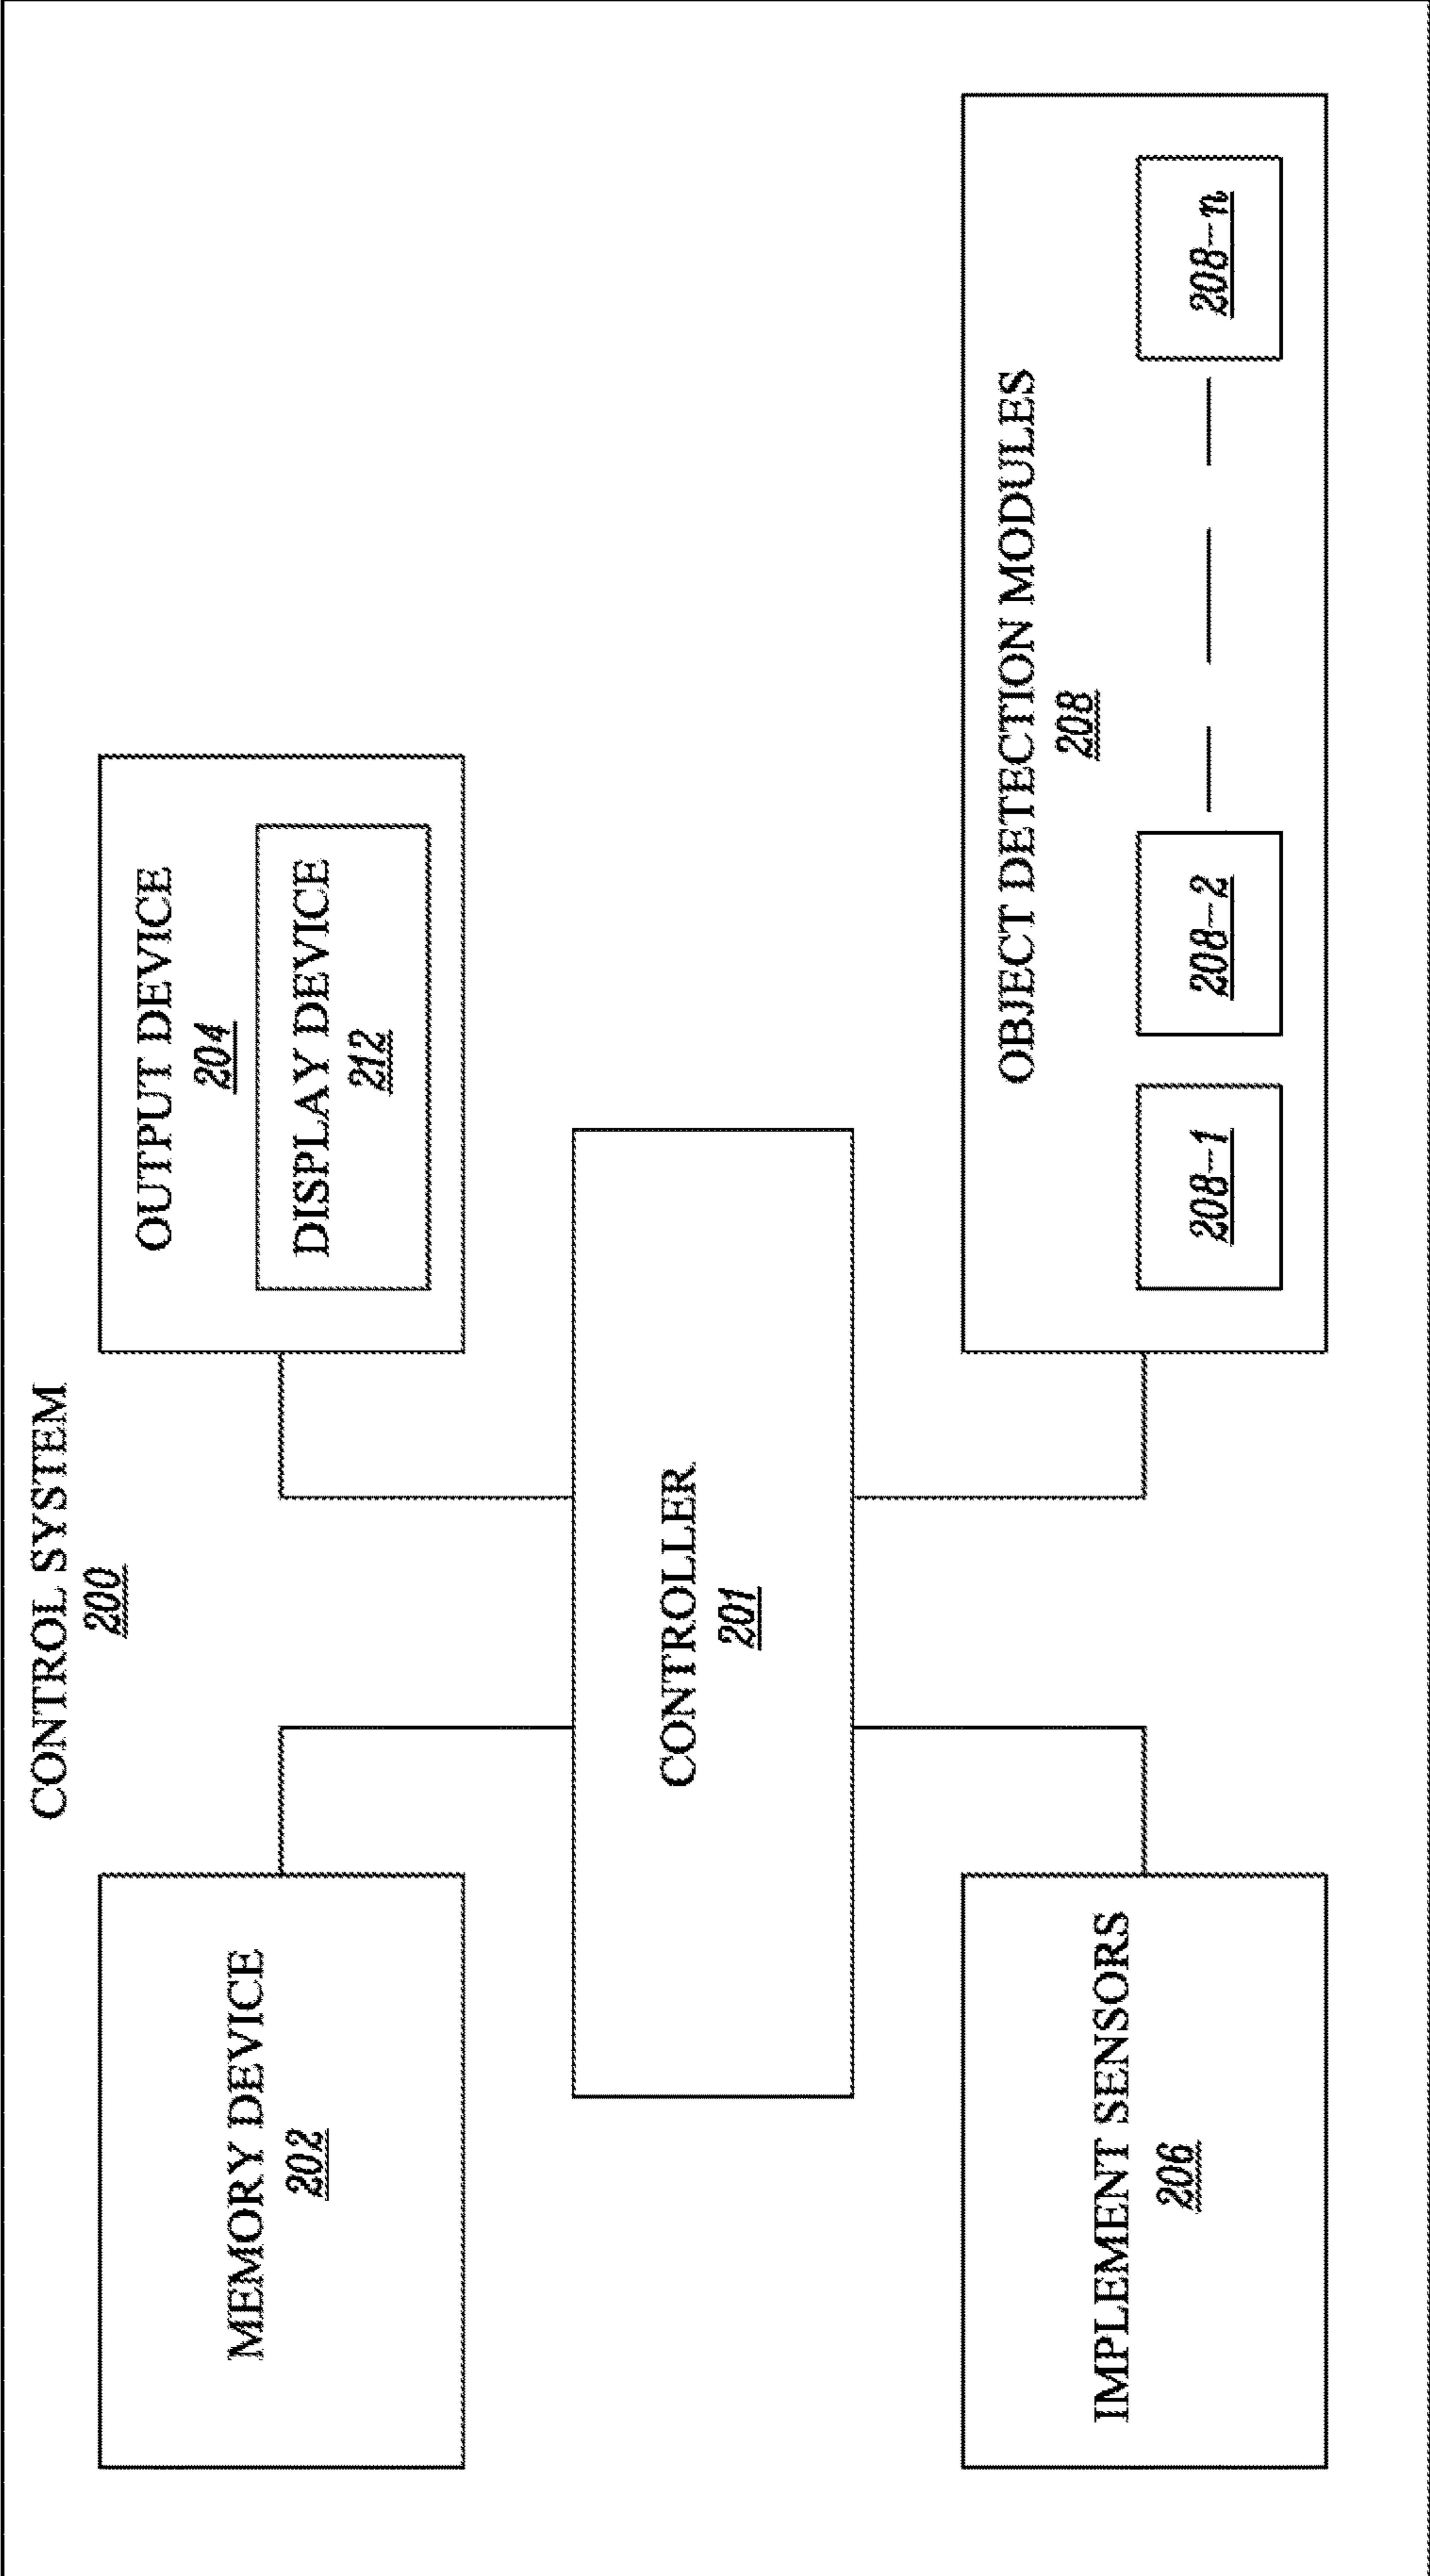 CONTROL SYSTEM
200
MEMORY DEVICE
202
OUTPUT DEVICE
204
DISPLAY DEVICE
212
CONTROLLER
201
IMPLEMENT SENSORS
206
OBJECT DETECTION MODULES
208
208-1
208-2
208-n